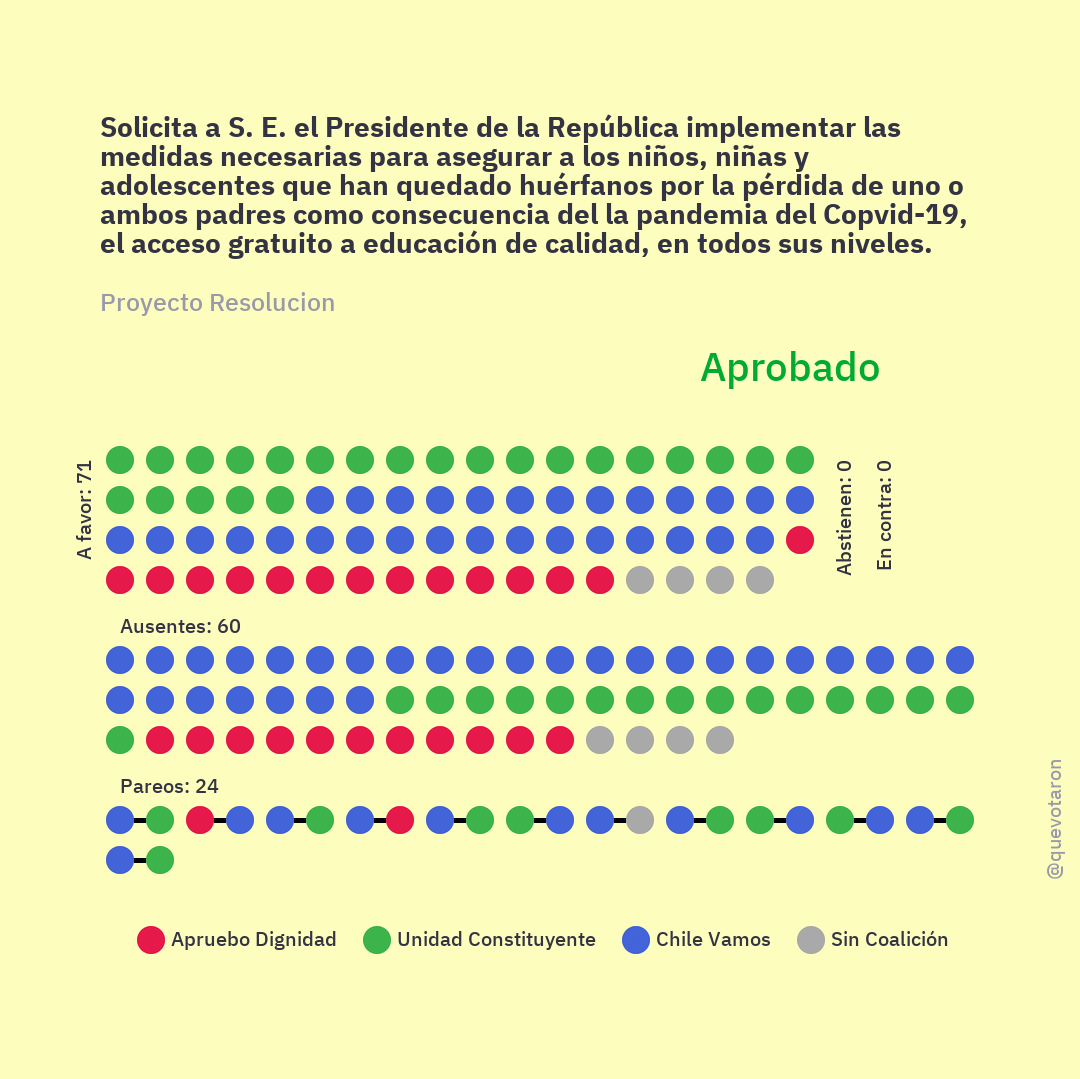 Solicita a S. E. el Presidente de la República implementar las
medidas necesarias para asegurar a los niños, niñas y
adolescentes que han quedado huérfanos por la pérdida de uno o
ambos padres como consecuencia del la pandemia del Copvid-19,
el acceso gratuito a educación de calidad, en todos sus niveles.
Proyecto Resolucion
Aprobado
A favor: 71
Abstienen: 0
En contra: 0
Ausentes: 60
Pareos: 24
@quevotaron
Apruebo Dignidad
Unidad Constituyente
Chile Vamos
Sin Coalición